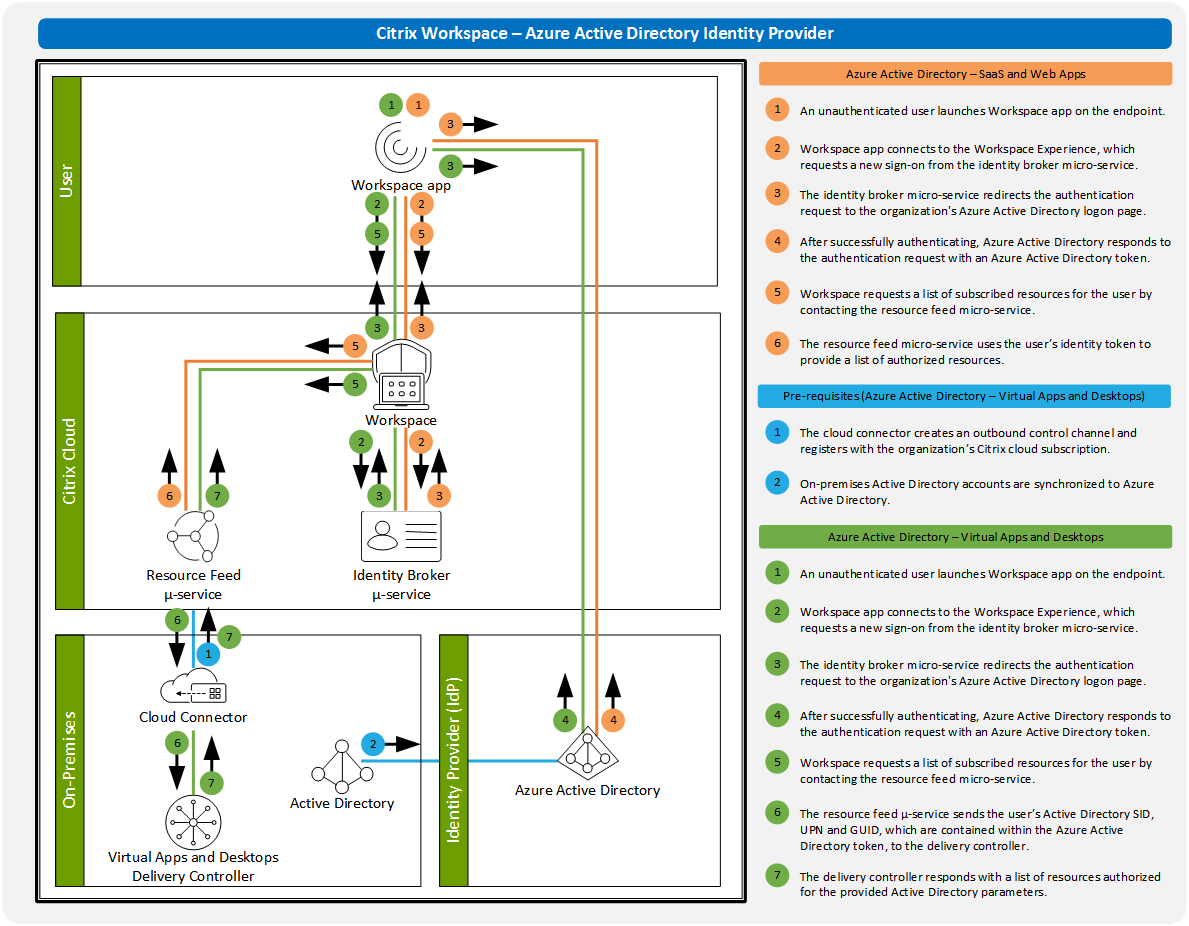 Citrix Workspace – Azure Active Directory Identity Provider
User
1 1
3
3
Workspace app
2 2
5 5
Citrix Cloud
3 3
5
5
Workspace
2 2
3 3
6 7
Resource Feed
μ-service
Identity Broker
μ-service
On-Premises
6
7
1
Cloud Connector
6
7
Virtual Apps and Desktops
Delivery Controller
2
Active Directory
Identity Provider (IdP)
4 4
Azure Active Directory
Azure Active Directory – SaaS and Web Apps
1 An unauthenticated user launches Workspace app on the endpoint.
2 Workspace app connects to the Workspace Experience, which
requests a new sign-on from the identity broker micro-service.
3 The identity broker micro-service redirects the authentication
request to the organization's Azure Active Directory logon page.
4 After successfully authenticating, Azure Active Directory responds to
the authentication request with an Azure Active Directory token.
5 Workspace requests a list of subscribed resources for the user by
contacting the resource feed micro-service.
6 The resource feed micro-service uses the user’s identity token to
provide a list of authorized resources.
Pre-requisites (Azure Active Directory – Virtual Apps and Desktops)
1 The cloud connector creates an outbound control channel and
registers with the organization’s Citrix cloud subscription.
2 On-premises Active Directory accounts are synchronized to Azure
Active Directory.
Azure Active Directory – Virtual Apps and Desktops
1 An unauthenticated user launches Workspace app on the endpoint.
2 Workspace app connects to the Workspace Experience, which
requests a new sign-on from the identity broker micro-service.
3 The identity broker micro-service redirects the authentication
request to the organization's Azure Active Directory logon page.
4 After successfully authenticating, Azure Active Directory responds to
the authentication request with an Azure Active Directory token.
5 Workspace requests a list of subscribed resources for the user by
contacting the resource feed micro-service.
6 The resource feed μ-service sends the user’s Active Directory SID,
UPN and GUID, which are contained within the Azure Active
Directory token, to the delivery controller.
7 The delivery controller responds with a list of resources authorized
for the provided Active Directory parameters.